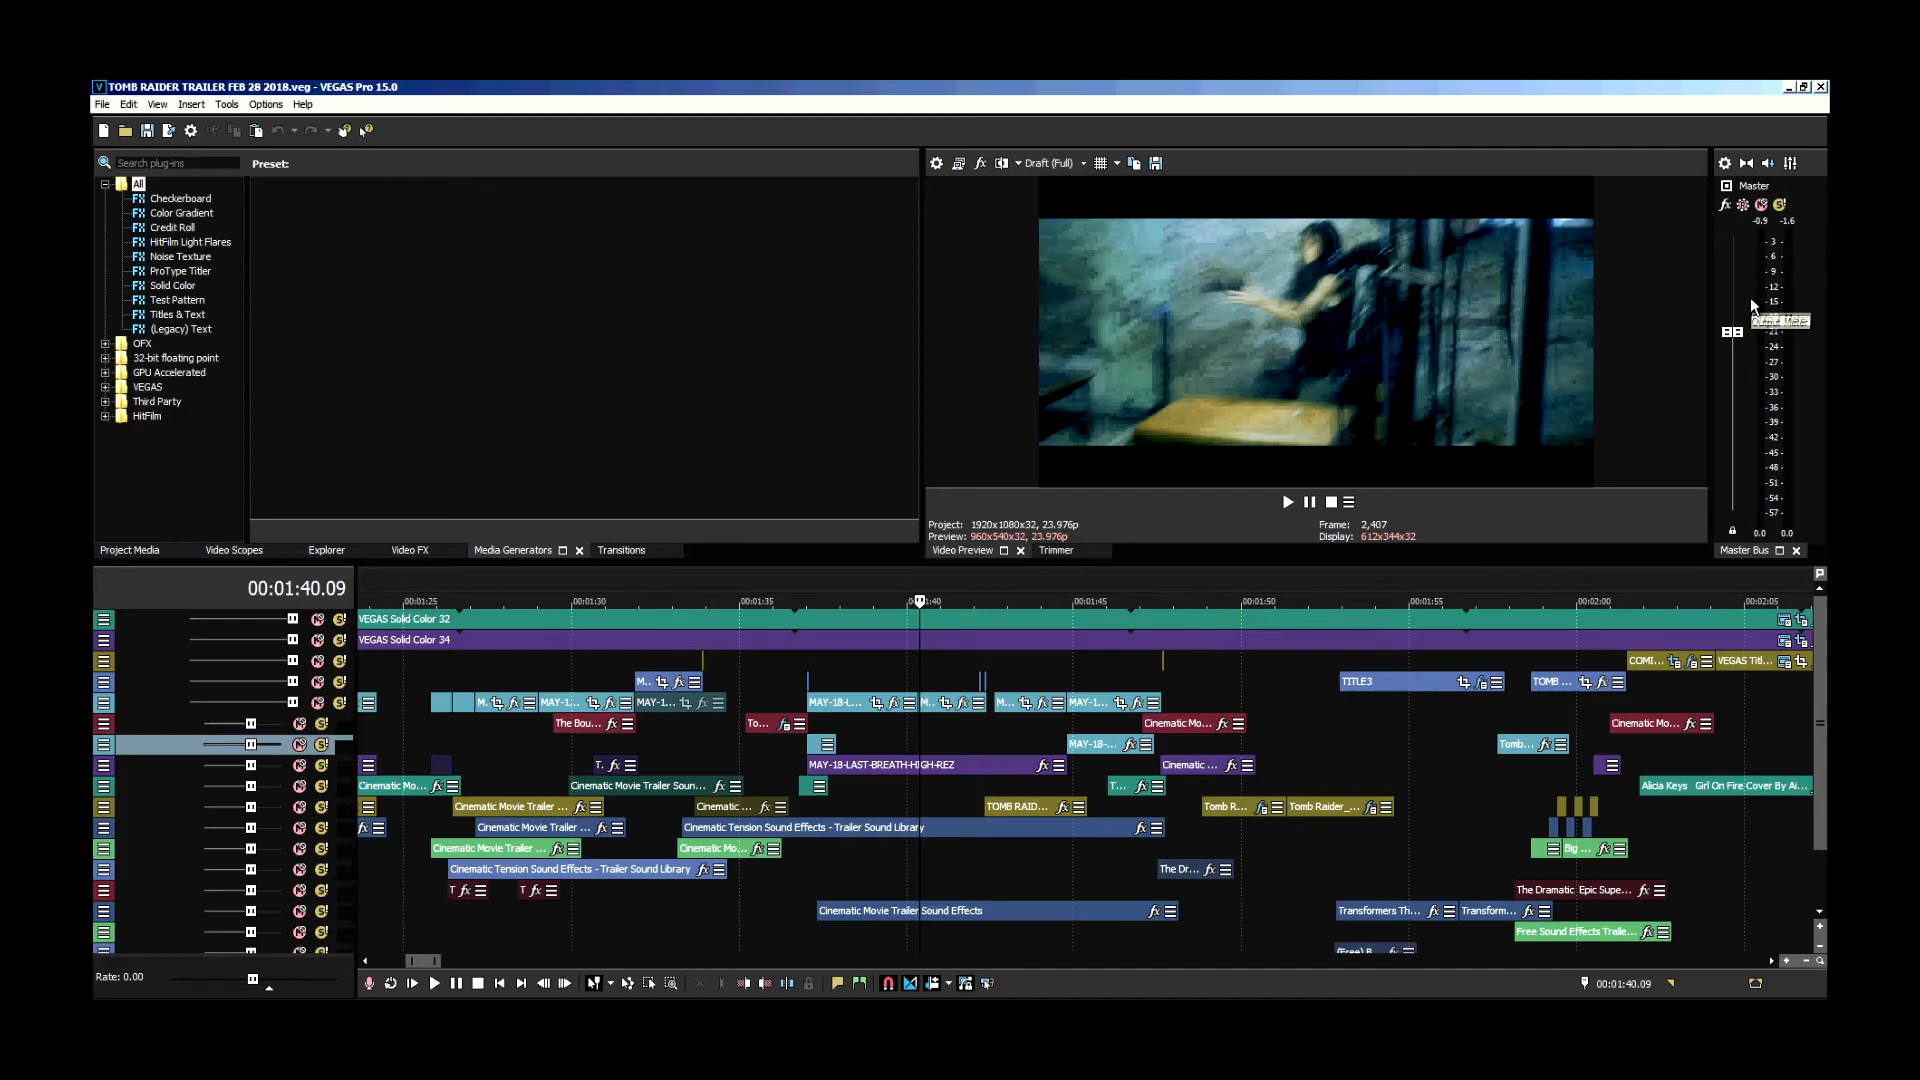 TOMB RAIDER TRAILER FEB 28 2018.veg - VEGAS Pro 15.0
File Edit View Insert Tools Options Help
Search plug-ins
Preset:
All
Checkerboard
Color Gradient
Credit Roll
HitFilm Light Flares
Noise Texture
ProType Titler
Solid Color
Test Pattern
Titles & Text
(Legacy) Text
OFX
32-bit floating point
GPU Accelerated
VEGAS
Third Party
HitFilm
Draft (Full)
Project: 1920x1080x32, 23.976p
Preview: 960x540x32, 23.976p
Frame: 2,407
Display: 612x344x32
Master
-0.9 -1.6
3
6
9
12
15
21
24
27
30
33
36
39
42
45
48
51
54
57
0.0 0.0
Project Media Video Scopes Explorer Video FX Media Generators Transitions
Video Preview Trimmer
Master Bus
00:01:40.09
00:01:25 00:01:30 00:01:35 :01:40 00:01:45 00:01:50 00:01:55 00:02:00 00:02:05
VEGAS Solid Color 32
VEGAS Solid Color 34
COMI... VEGAS Titl...
M.. TITLE3 TOMB ...
M. MAY-1... MAY-1... MAY-18-L... M.. M... MAY-1...
The Bou... To... Cinematic Mo... Cinematic Mo...
MAY-18-... Tomb...
T. MAY-18-LAST-BREATH-HIGH-REZ Cinematic ...
Cinematic Mo... Cinematic Movie Trailer Soun... T... Alicia Keys Girl On Fire Cover By Ai...
Cinematic Movie Trailer ... Cinematic ... TOMB RAID... Tomb R... Tomb Raider_...
Cinematic Movie Trailer ... Cinematic Tension Sound Effects - Trailer Sound Library
Cinematic Movie Trailer ... Cinematic Mo... Big ...
Cinematic Tension Sound Effects - Trailer Sound Library The Dr...
T T The Dramatic Epic Supe...
Cinematic Movie Trailer Sound Effects Transformers Th... Transform...
Free Sound Effects Traile...
(Free) B...
Rate: 0.00
00:01:40.09